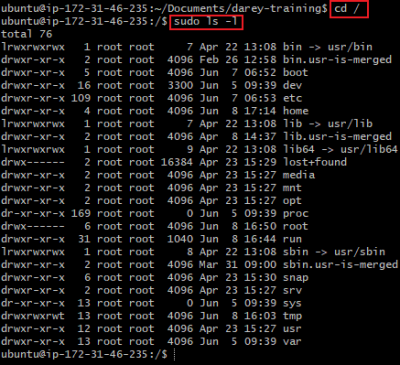 ubuntu@ip-172-31-46-235:~/Documents/darey-training$ cd /
ubuntu@ip-172-31-46-235:/$ sudo ls -l
total 76
lrwxrwxrwx   1 root root     7 Apr 22 13:08 bin -> usr/bin
drwxr-xr-x   2 root root  4096 Feb 26 12:58 bin.usr-is-merged
drwxr-xr-x   5 root root  4096 Jun  7 06:52 boot
drwxr-xr-x  16 root root  3300 Jun  5 09:39 dev
drwxr-xr-x 109 root root  4096 Jun  7 06:53 etc
drwxr-xr-x   4 root root  4096 Jun  8 17:14 home
lrwxrwxrwx   1 root root     7 Apr 22 13:08 lib -> usr/lib
drwxr-xr-x   2 root root  4096 Apr  8 14:37 lib.usr-is-merged
lrwxrwxrwx   1 root root     9 Apr 22 13:08 lib64 -> usr/lib64
drwx------   2 root root 16384 Apr 23 15:29 lost+found
drwxr-xr-x   2 root root  4096 Apr 23 15:27 media
drwxr-xr-x   2 root root  4096 Apr 23 15:27 mnt
drwxr-xr-x   2 root root  4096 Apr 23 15:27 opt
dr-xr-xr-x 169 root root     0 Jun  5 09:39 proc
drwx------   6 root root  4096 Jun  8 16:50 root
drwxr-xr-x  31 root root  1040 Jun  8 16:44 run
lrwxrwxrwx   1 root root     8 Apr 22 13:08 sbin -> usr/sbin
drwxr-xr-x   2 root root  4096 Mar 31 09:00 sbin.usr-is-merged
drwxr-xr-x   6 root root  4096 Apr 23 15:30 snap
drwxr-xr-x   2 root root  4096 Apr 23 15:27 srv
dr-xr-xr-x  13 root root     0 Jun  5 09:39 sys
drwxrwxrwt  13 root root  4096 Jun  8 16:03 tmp
drwxr-xr-x  12 root root  4096 Apr 23 15:27 usr
drwxr-xr-x  13 root root  4096 Jun  5 09:39 var
ubuntu@ip-172-31-46-235:/$